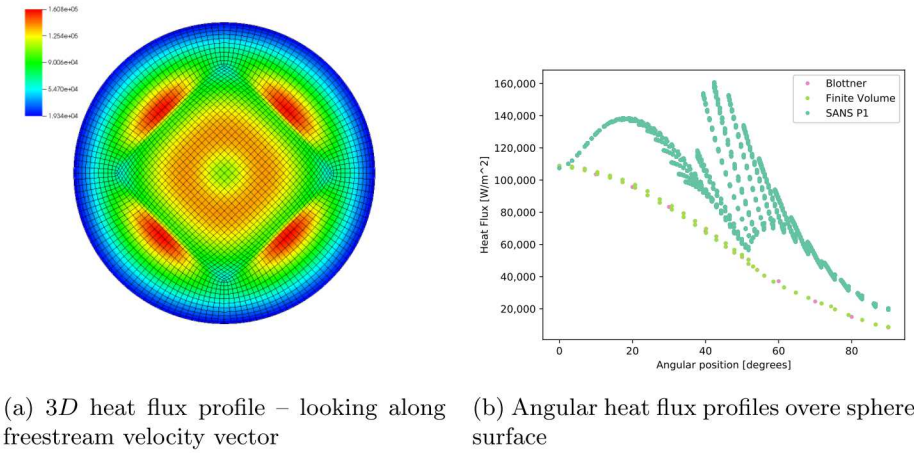 1.608e+05
1.254e+05
9.006e+04
5.470e+04
1.934e+04
160,000
140,000
120,000
100,000
80,000
60,000
40,000
20,000
Heat Flux [W/m^2]
Blottner
Finite Volume
SANS P1
0 20 40 60 80
Angular position [degrees]
(a) 3D heat flux profile – looking along
freestream velocity vector
(b) Angular heat flux profiles overe sphere
surface